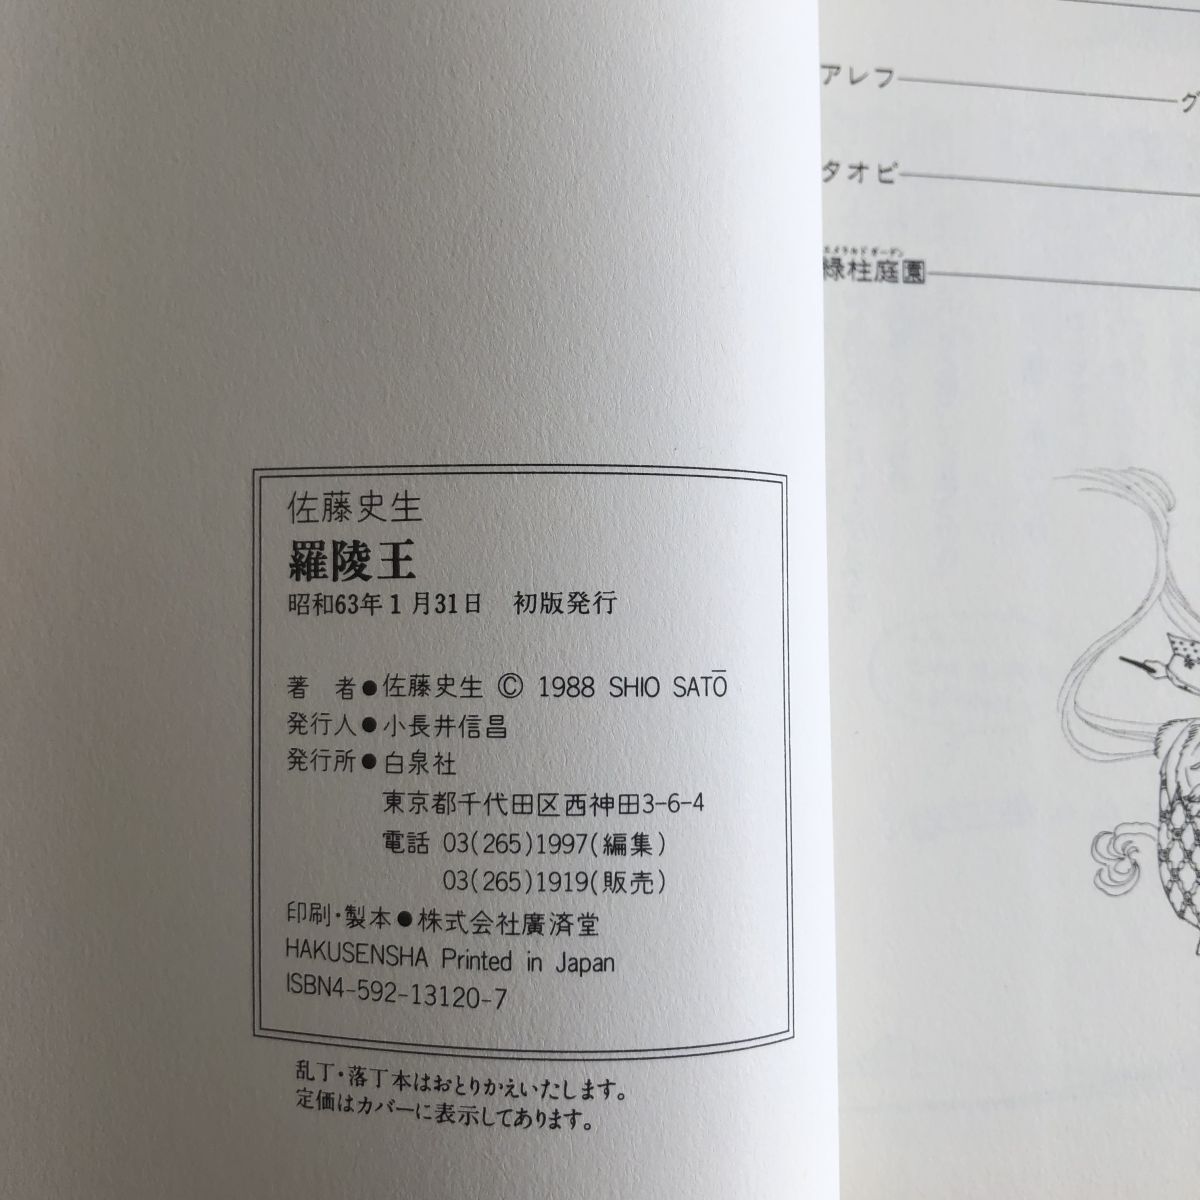 佐藤史生
羅陵王
昭和63年1月31日　初版発行
著　者●佐藤史生 © 1988 SHIO SATŌ
発行人●小長井信昌
発行所●白泉社
東京都千代田区西神田3-6-4
電話 03(265)1997(編集)
03(265)1919(販売)
印刷・製本●株式会社廣済堂
HAKUSENSHA Printed in Japan
ISBN4-592-13120-7
乱丁・落丁本はおとりかえいたします。
定価はカバーに表示してあります。
アレフ
グ
タオピ
エメラルドガーデン
緑柱庭園